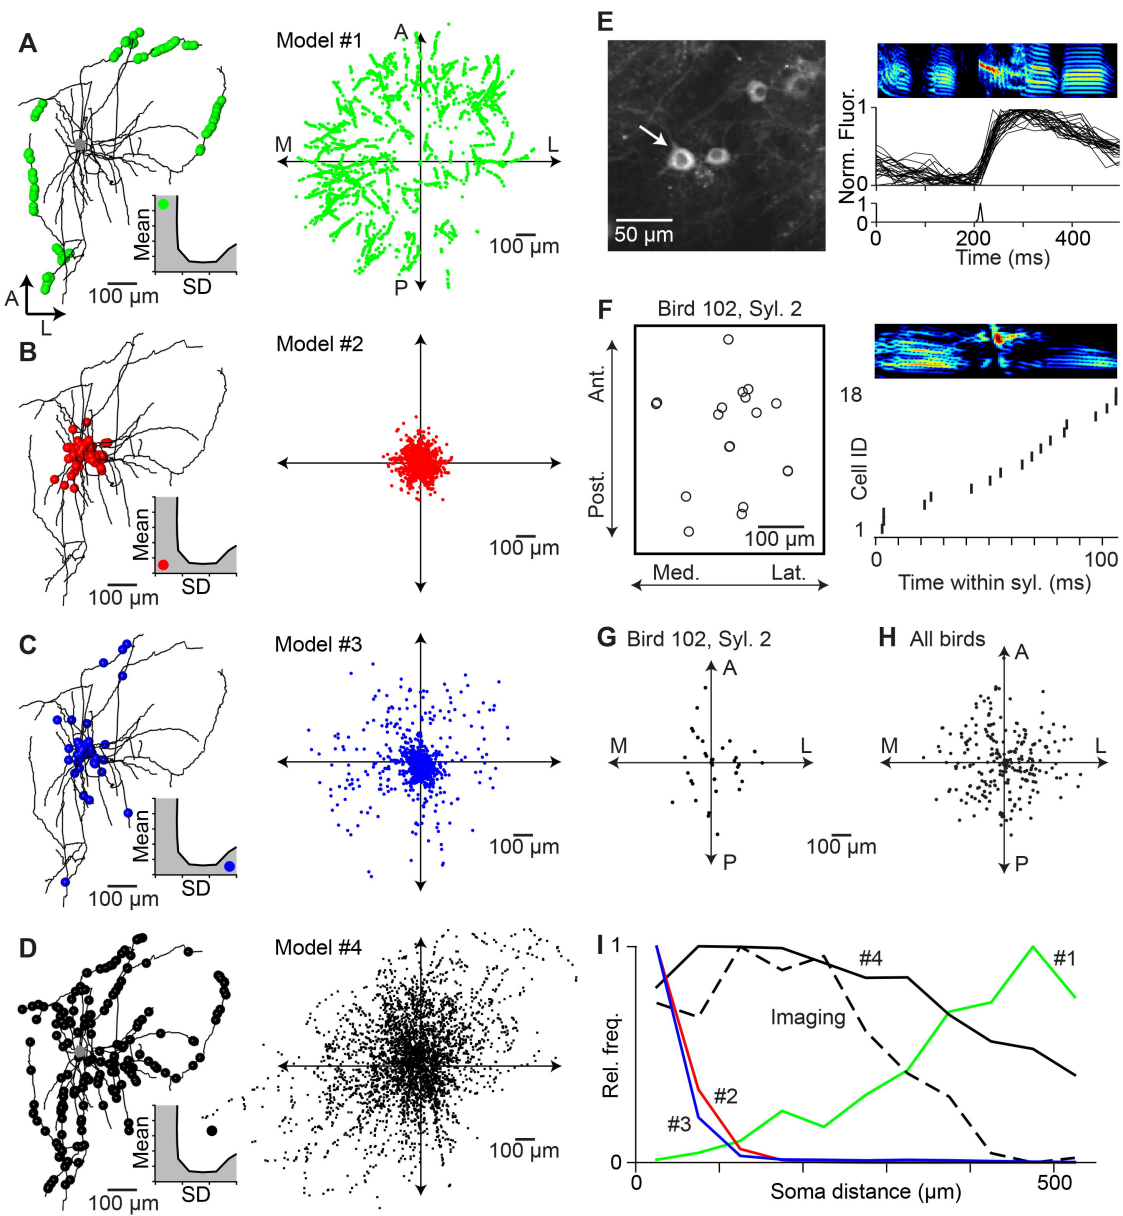 A
Model #1
A
M
L
P
100 µm
Mean
SD
100 µm
A
L
B
Model #2
100 µm
Mean
SD
100 µm
C
Model #3
100 µm
Mean
SD
100 µm
D
Model #4
100 µm
Mean
SD
100 µm
E
50 µm
Norm. Fluor.
1
0
1
0
0 200 400
Time (ms)
F
Bird 102, Syl. 2
Ant.
Post.
100 µm
Med. Lat.
18
Cell ID
1
0 100
Time within syl. (ms)
G
Bird 102, Syl. 2
A
M L
P
100 µm
H
All birds
A
M L
P
I
1
Rel. freq.
0
#4
#1
Imaging
#2
#3
0 500
Soma distance (µm)